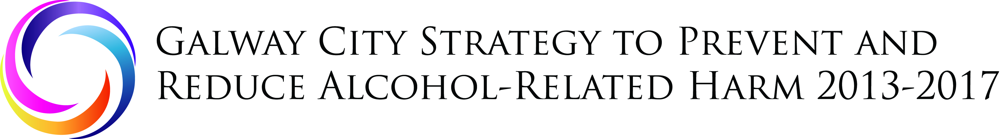 Galway City Strategy to Prevent and
Reduce Alcohol-Related Harm 2013-2017